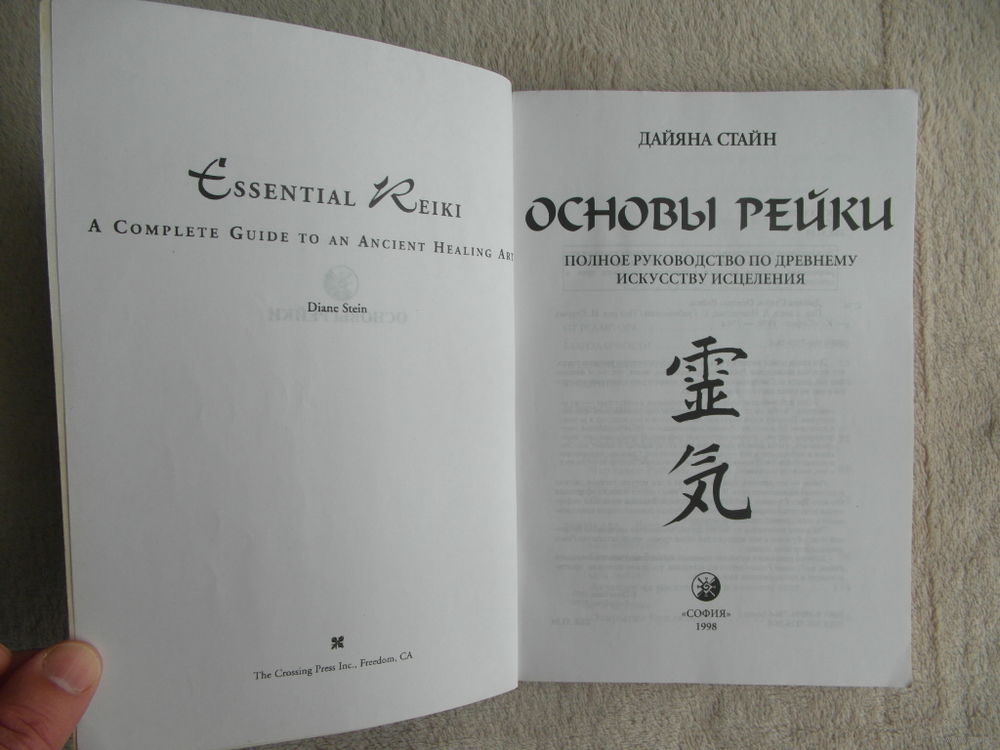 Essential Reiki
A Complete Guide to an Ancient Healing Art
Diane Stein
The Crossing Press Inc., Freedom, CA
ДАЙЯНА СТАЙН
ОСНОВЫ РЕЙКИ
ПОЛНОЕ РУКОВОДСТВО ПО ДРЕВНЕМУ
ИСКУССТВУ ИСЦЕЛЕНИЯ
靈
気
«СОФИЯ»
1998